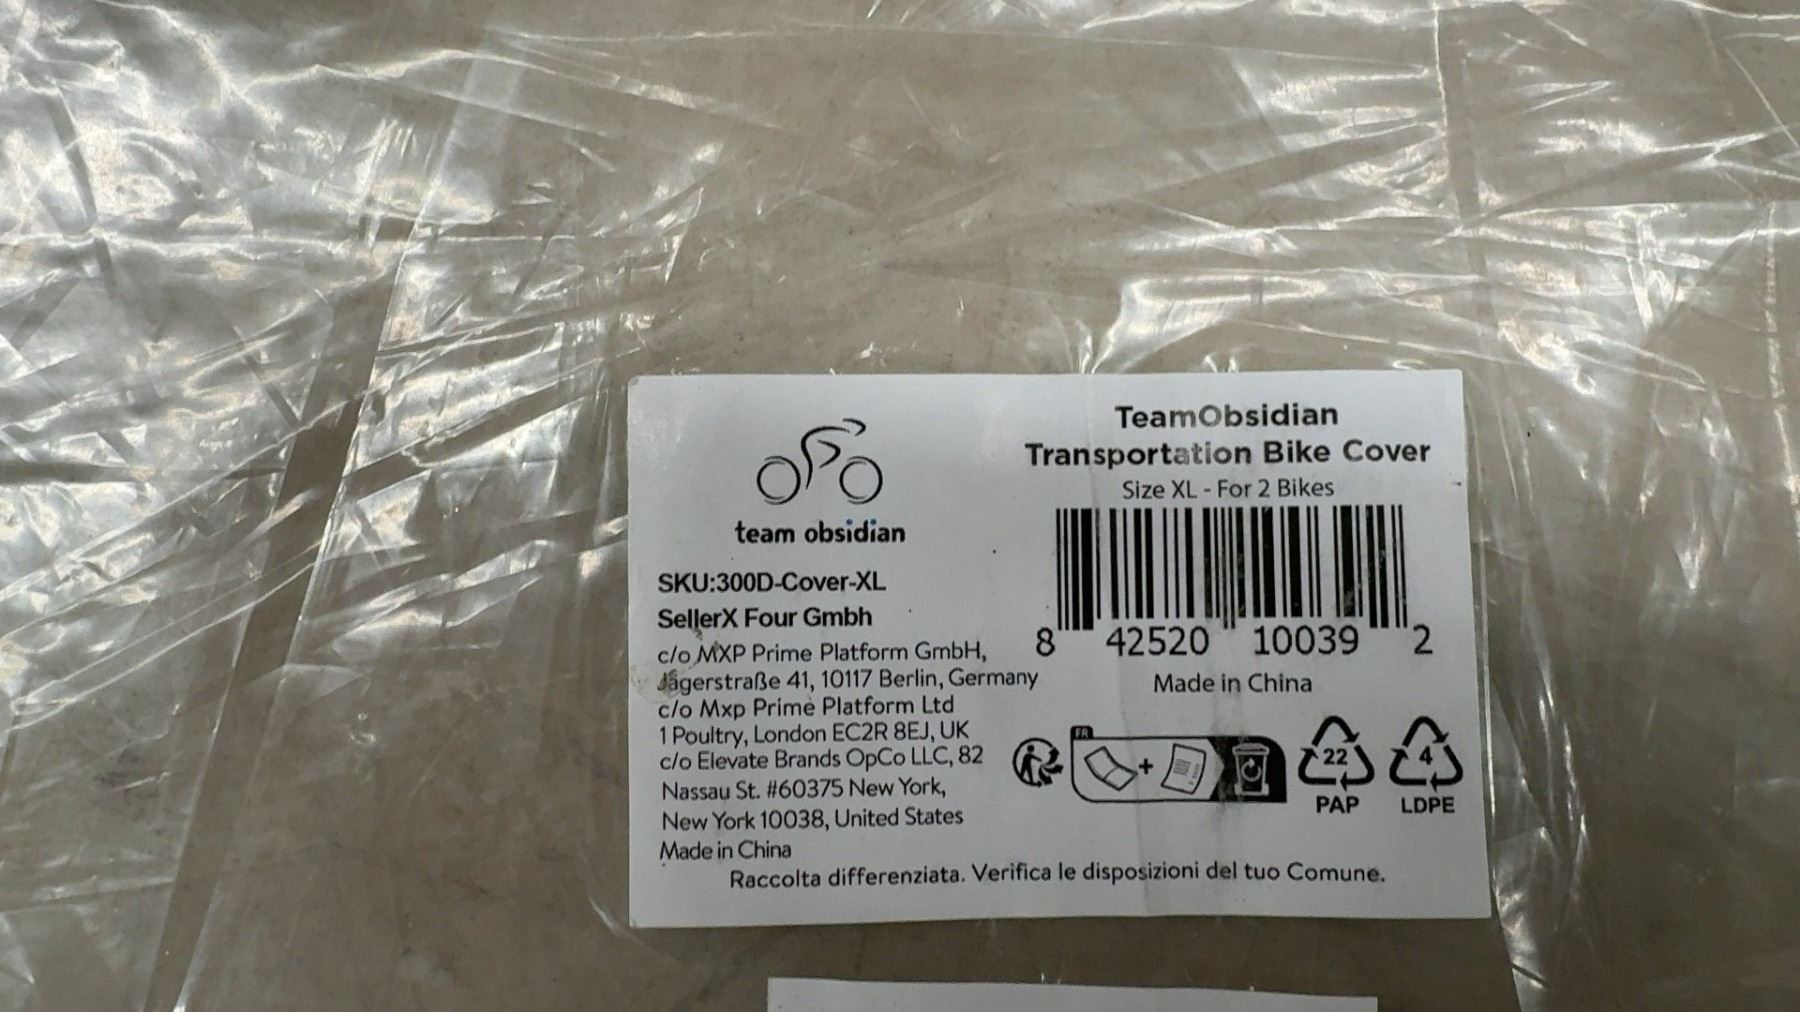 team obsidian
SKU:300D-Cover-XL
SellerX Four Gmbh
c/o MXP Prime Platform GmbH,
Jägerstraße 41, 10117 Berlin, Germany
c/o Mxp Prime Platform Ltd
1 Poultry, London EC2R 8EJ, UK
c/o Elevate Brands OpCo LLC, 82
Nassau St. #60375 New York,
New York 10038, United States
Made in China
TeamObsidian
Transportation Bike Cover
Size XL - For 2 Bikes
8 42520 10039 2
Made in China
FR
22
PAP
4
LDPE
Raccolta differenziata. Verifica le disposizioni del tuo Comune.